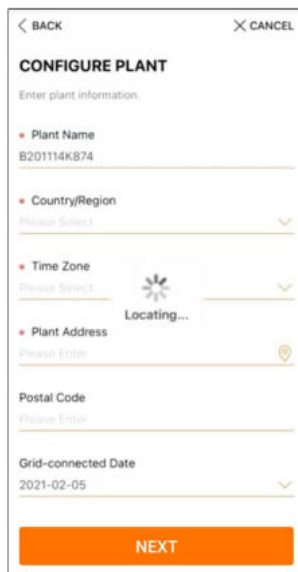 BACK
CANCEL
CONFIGURE PLANT
Enter plant information.
* Plant Name
B201114K874
* Country/Region
Please Select
* Time Zone
Please Select
Locating...
* Plant Address
Please Enter
Postal Code
Please Enter
Grid-connected Date
2021-02-05
NEXT